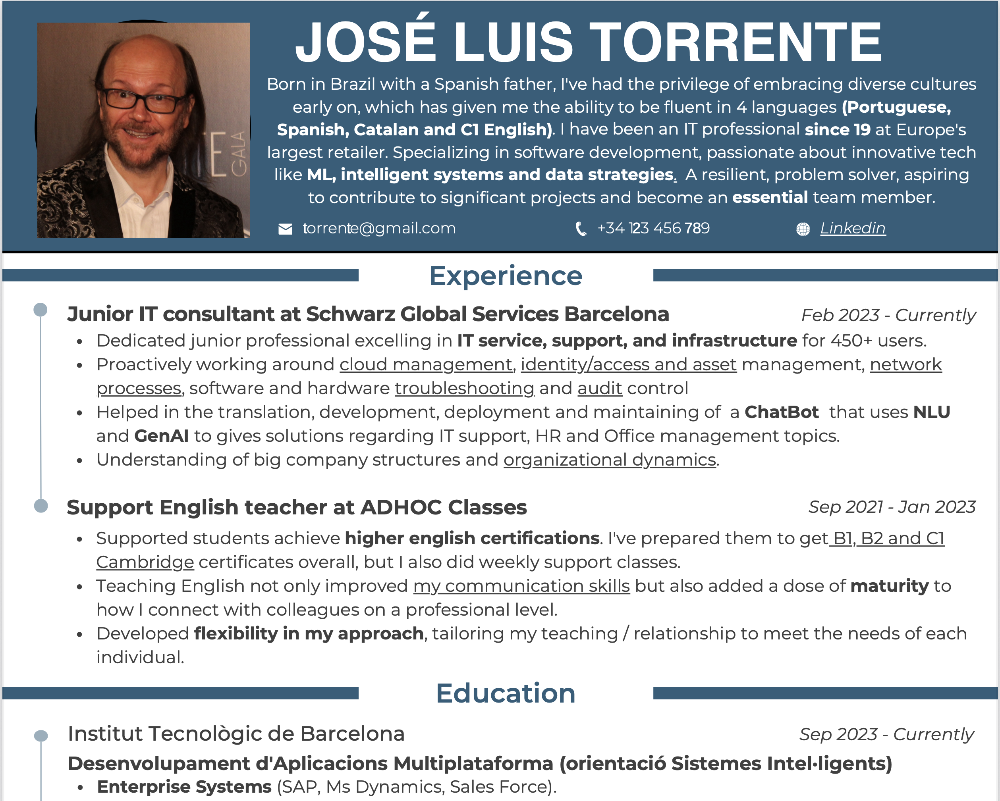 JOSÉ LUIS TORRENTE
Born in Brazil with a Spanish father, I've had the privilege of embracing diverse cultures
early on, which has given me the ability to be fluent in 4 languages (Portuguese,
Spanish, Catalan and C1 English). I have been an IT professional since 19 at Europe's
largest retailer. Specializing in software development, passionate about innovative tech
like ML, intelligent systems and data strategies.  A resilient, problem solver, aspiring
to contribute to significant projects and become an essential team member.
torrente@gmail.com
+34 123 456 789
Linkedin
TE
GALA
Experience
Junior IT consultant at Schwarz Global Services Barcelona
Feb 2023 - Currently
• Dedicated junior professional excelling in IT service, support, and infrastructure for 450+ users.
• Proactively working around cloud management, identity/access and asset management, network
processes, software and hardware troubleshooting and audit control
• Helped in the translation, development, deployment and maintaining of  a ChatBot  that uses NLU
and GenAI to gives solutions regarding IT support, HR and Office management topics.
• Understanding of big company structures and organizational dynamics.
Support English teacher at ADHOC Classes
Sep 2021 - Jan 2023
• Supported students achieve higher english certifications. I've prepared them to get B1, B2 and C1
Cambridge certificates overall, but I also did weekly support classes.
• Teaching English not only improved my communication skills but also added a dose of maturity to
how I connect with colleagues on a professional level.
• Developed flexibility in my approach, tailoring my teaching / relationship to meet the needs of each
individual.
Education
Institut Tecnològic de Barcelona
Sep 2023 - Currently
Desenvolupament d'Aplicacions Multiplataforma (orientació Sistemes Intel·ligents)
• Enterprise Systems (SAP, Ms Dynamics, Sales Force).